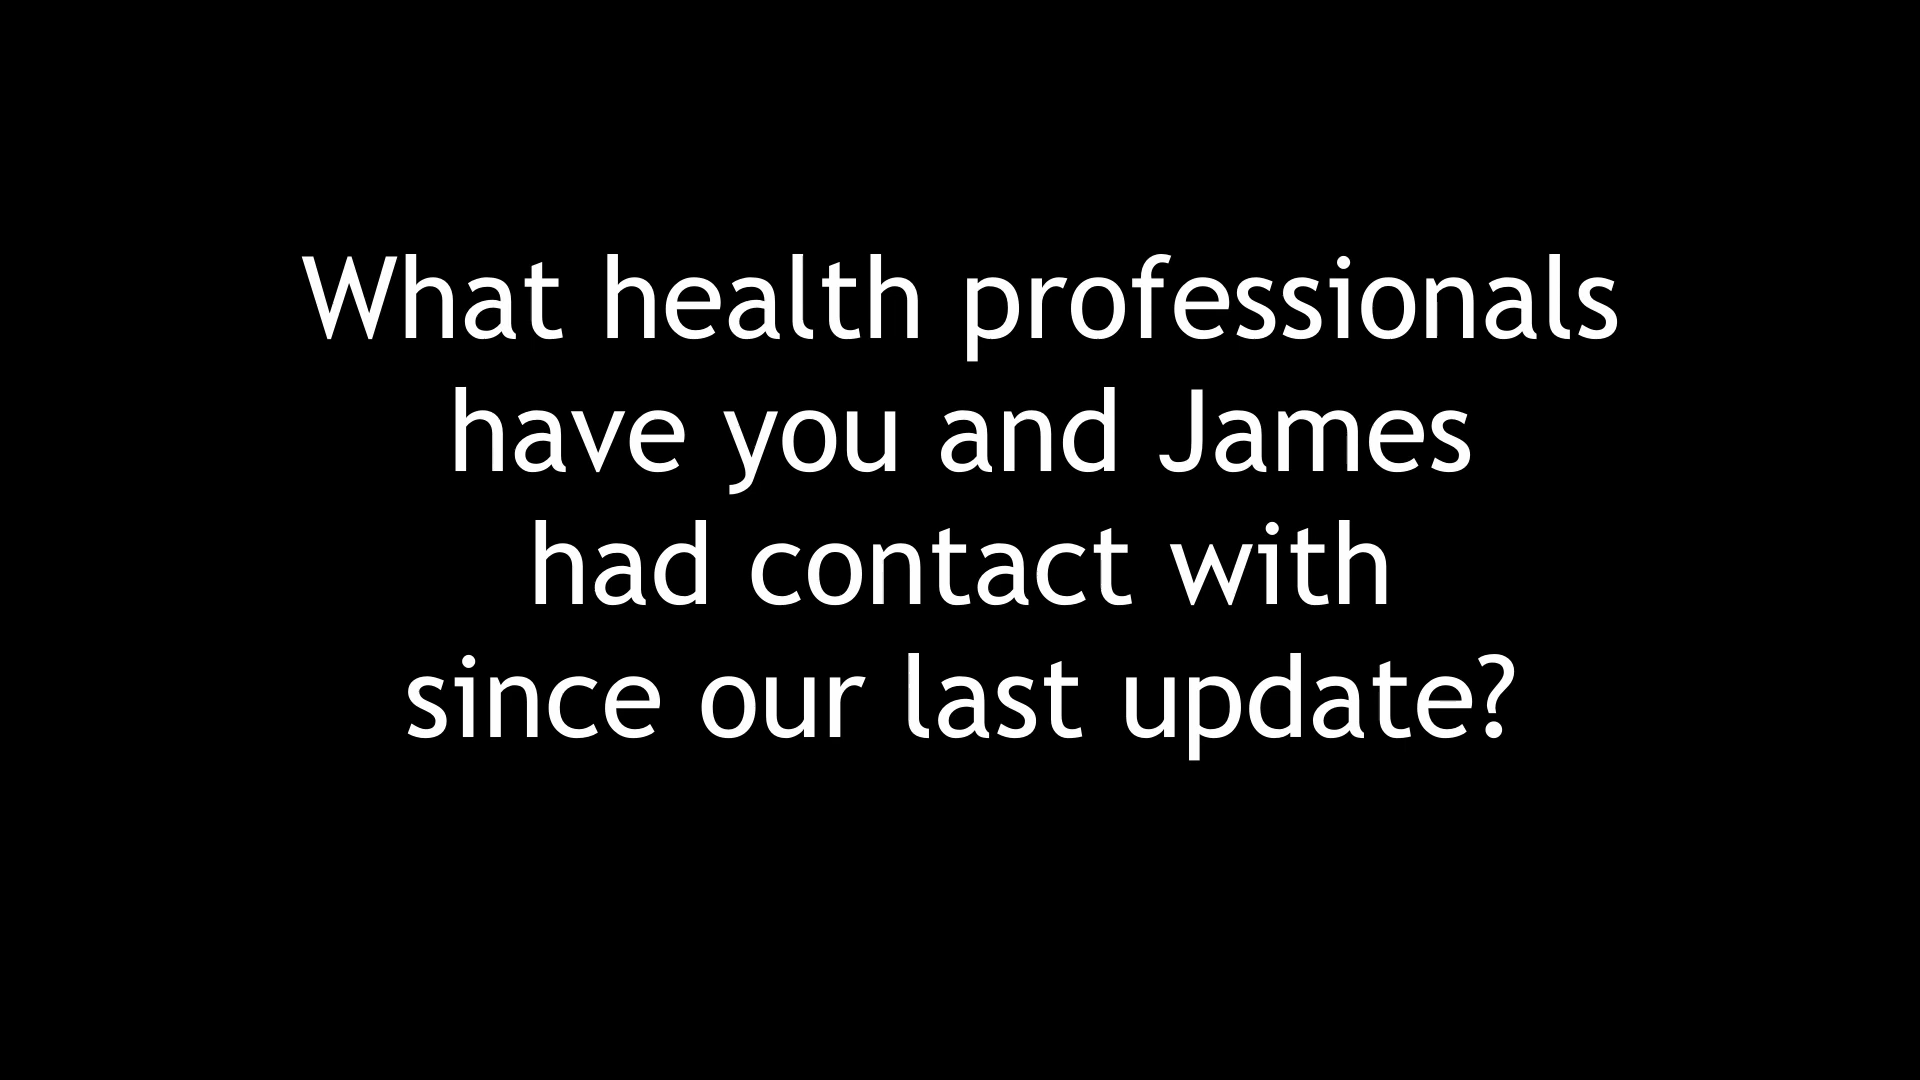 What health professionals
have you and James
had contact with
since our last update?